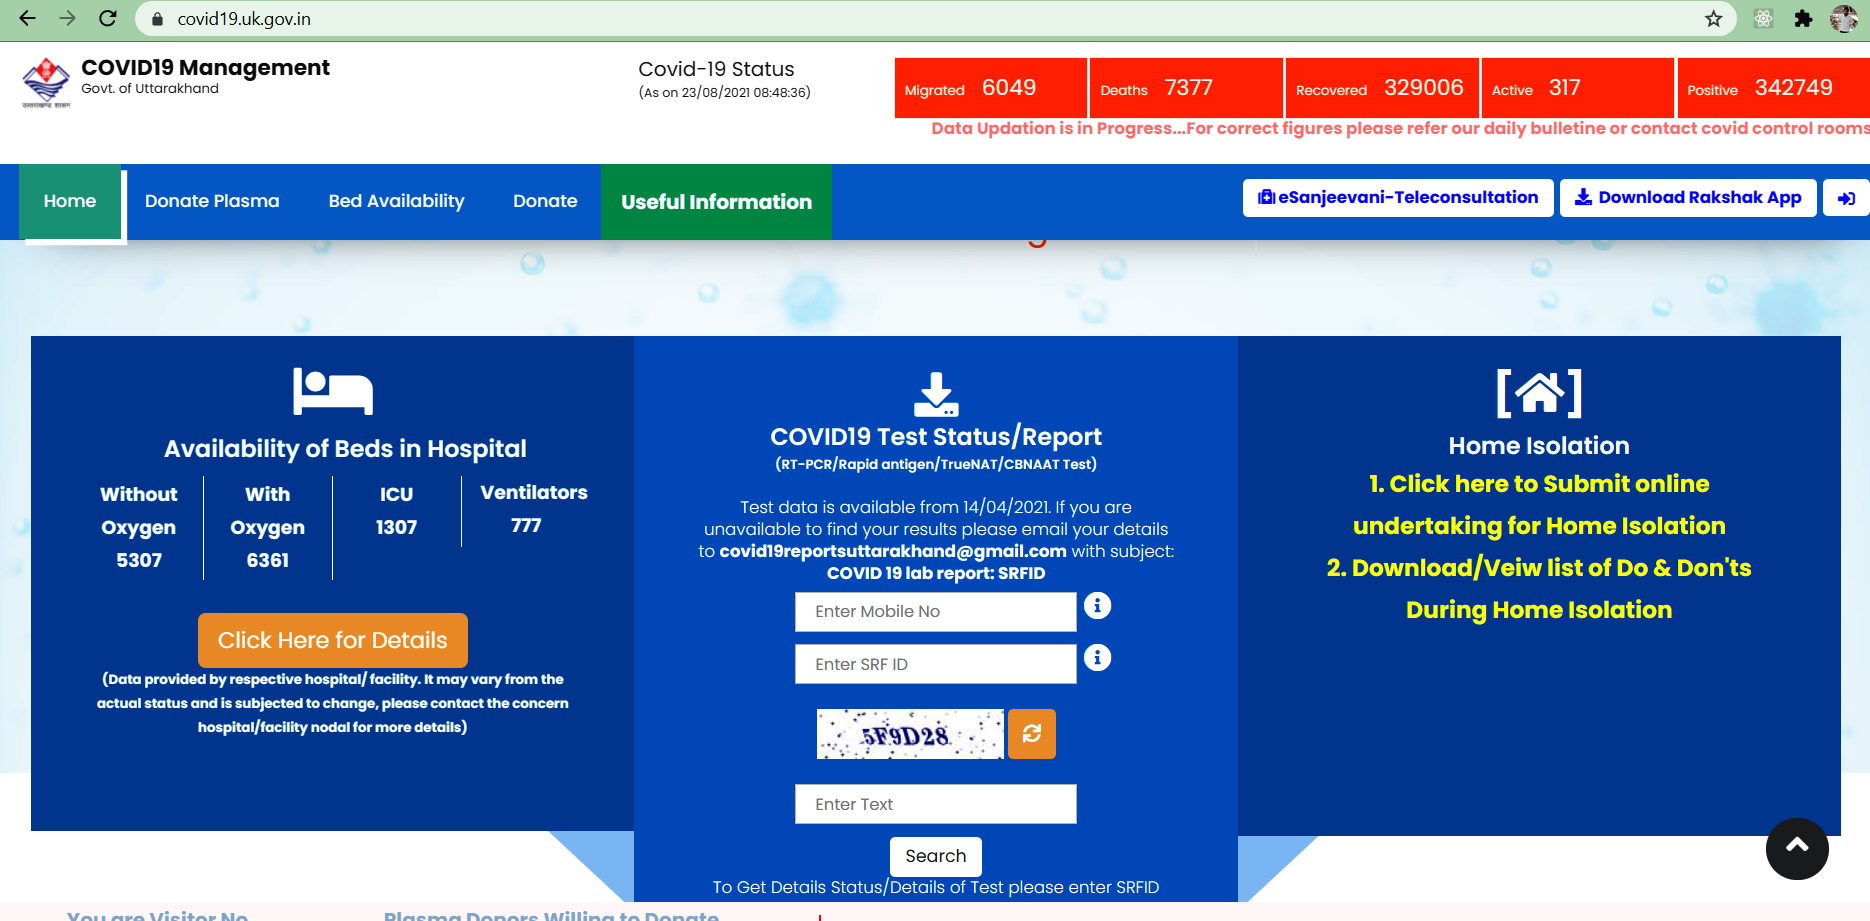 covid19.uk.gov.in
COVID19 Management
Govt. of Uttarakhand
उत्तराखण्ड शासन
Covid-19 Status
(As on 23/08/2021 08:48:36)
Migrated 6049
Deaths 7377
Recovered 329006
Active 317
Positive 342749
Data Updation is in Progress...For correct figures please refer our daily bulletine or contact covid control rooms
Home
Donate Plasma
Bed Availability
Donate
Useful Information
eSanjeevani-Teleconsultation
Download Rakshak App
Availability of Beds in Hospital
Without
Oxygen
5307
With
Oxygen
6361
ICU
1307
Ventilators
777
Click Here for Details
(Data provided by respective hospital/ facility. It may vary from the
actual status and is subjected to change, please contact the concern
hospital/facility nodal for more details)
COVID19 Test Status/Report
(RT-PCR/Rapid antigen/TrueNAT/CBNAAT Test)
Test data is available from 14/04/2021. If you are
unavailable to find your results please email your details
to covid19reportsuttarakhand@gmail.com with subject:
COVID 19 lab report: SRFID
Enter Mobile No
Enter SRF ID
5F9D28
Enter Text
Search
To Get Details Status/Details of Test please enter SRFID
Home Isolation
1. Click here to Submit online
undertaking for Home Isolation
2. Download/Veiw list of Do & Don'ts
During Home Isolation
You are Visitor No
Plasma Donors Willing to Donate